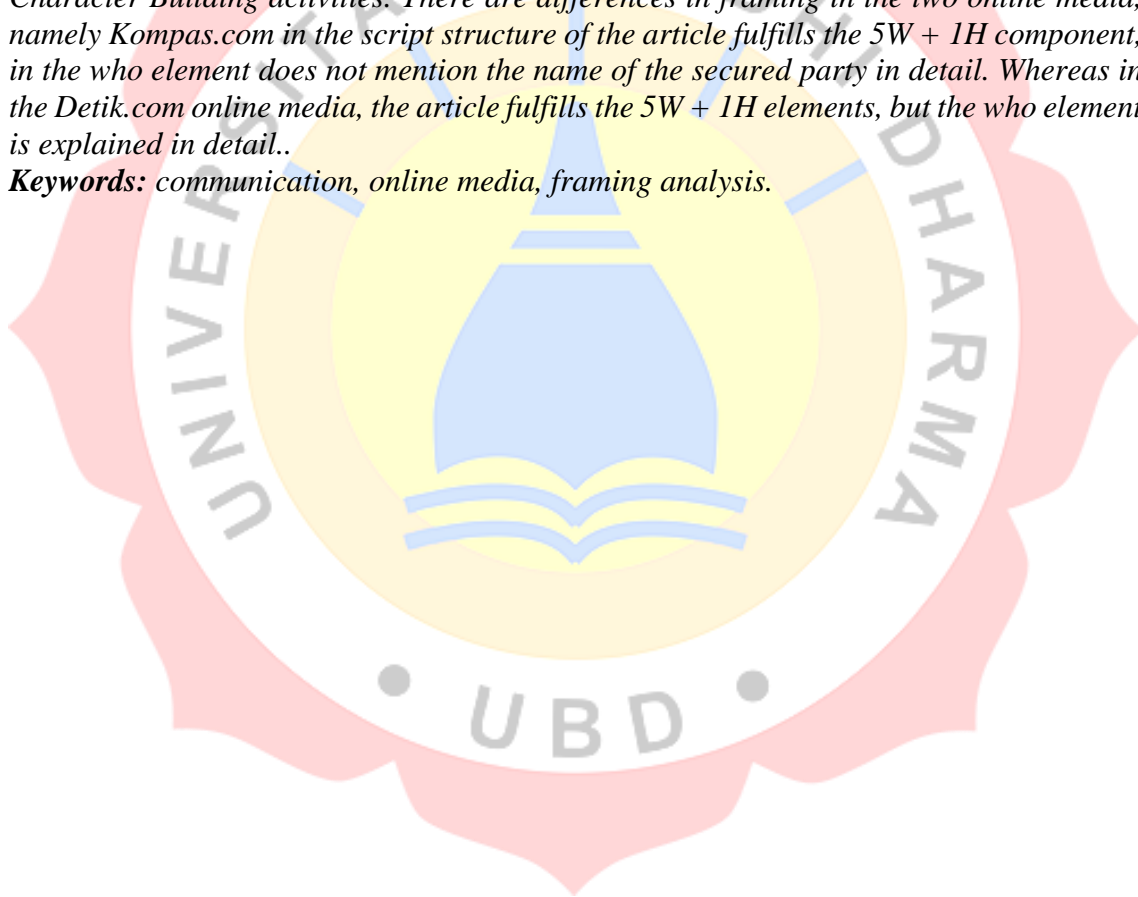 Character Building activities. There are differences in framing in the two online media,
namely Kompas.com in the script structure of the article fulfills the 5W + 1H component,
in the who element does not mention the name of the secured party in detail. Whereas in
the Detik.com online media, the article fulfills the 5W + 1H elements, but the who element
is explained in detail..
Keywords: communication, online media, framing analysis.
UNIVERSITA
DHI DHARMA
• UBD •